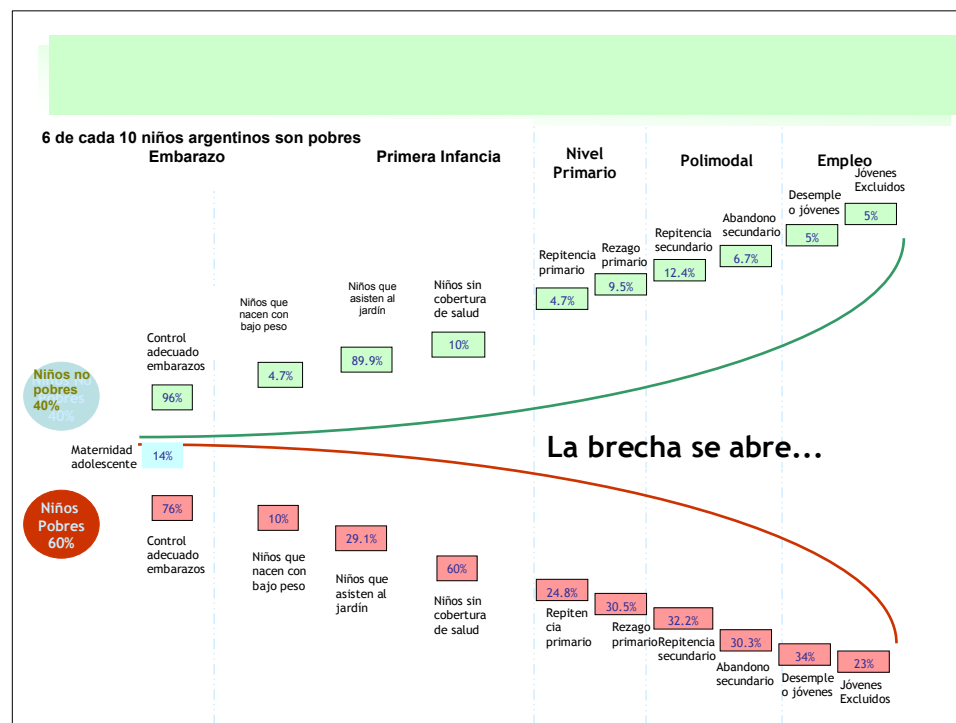 6 de cada 10 niños argentinos son pobres
Embarazo
Primera Infancia
Nivel
Primario
Polimodal
Empleo
Jóvenes
Excluidos
5%
Desemple
o jóvenes
5%
Abandono
secundario
6.7%
Repitencia
secundario
12.4%
Rezago
primario
9.5%
Repitencia
primario
4.7%
Niños sin
cobertura
de salud
10%
Niños que
asisten al
jardín
89.9%
Niños que
nacen con
bajo peso
4.7%
Control
adecuado
embarazos
96%
Niños no
pobres
40%
Maternidad
adolescente
14%
La brecha se abre...
Niños
Pobres
60%
76%
Control
adecuado
embarazos
10%
Niños que
nacen con
bajo peso
29.1%
Niños que
asisten al
jardín
60%
Niños sin
cobertura
de salud
24.8%
Repiten
cia
primario
30.5%
Rezago
primario
32.2%
Repitencia
secundario
30.3%
Abandono
secundario
34%
Desemple
o jóvenes
23%
Jóvenes
Excluidos